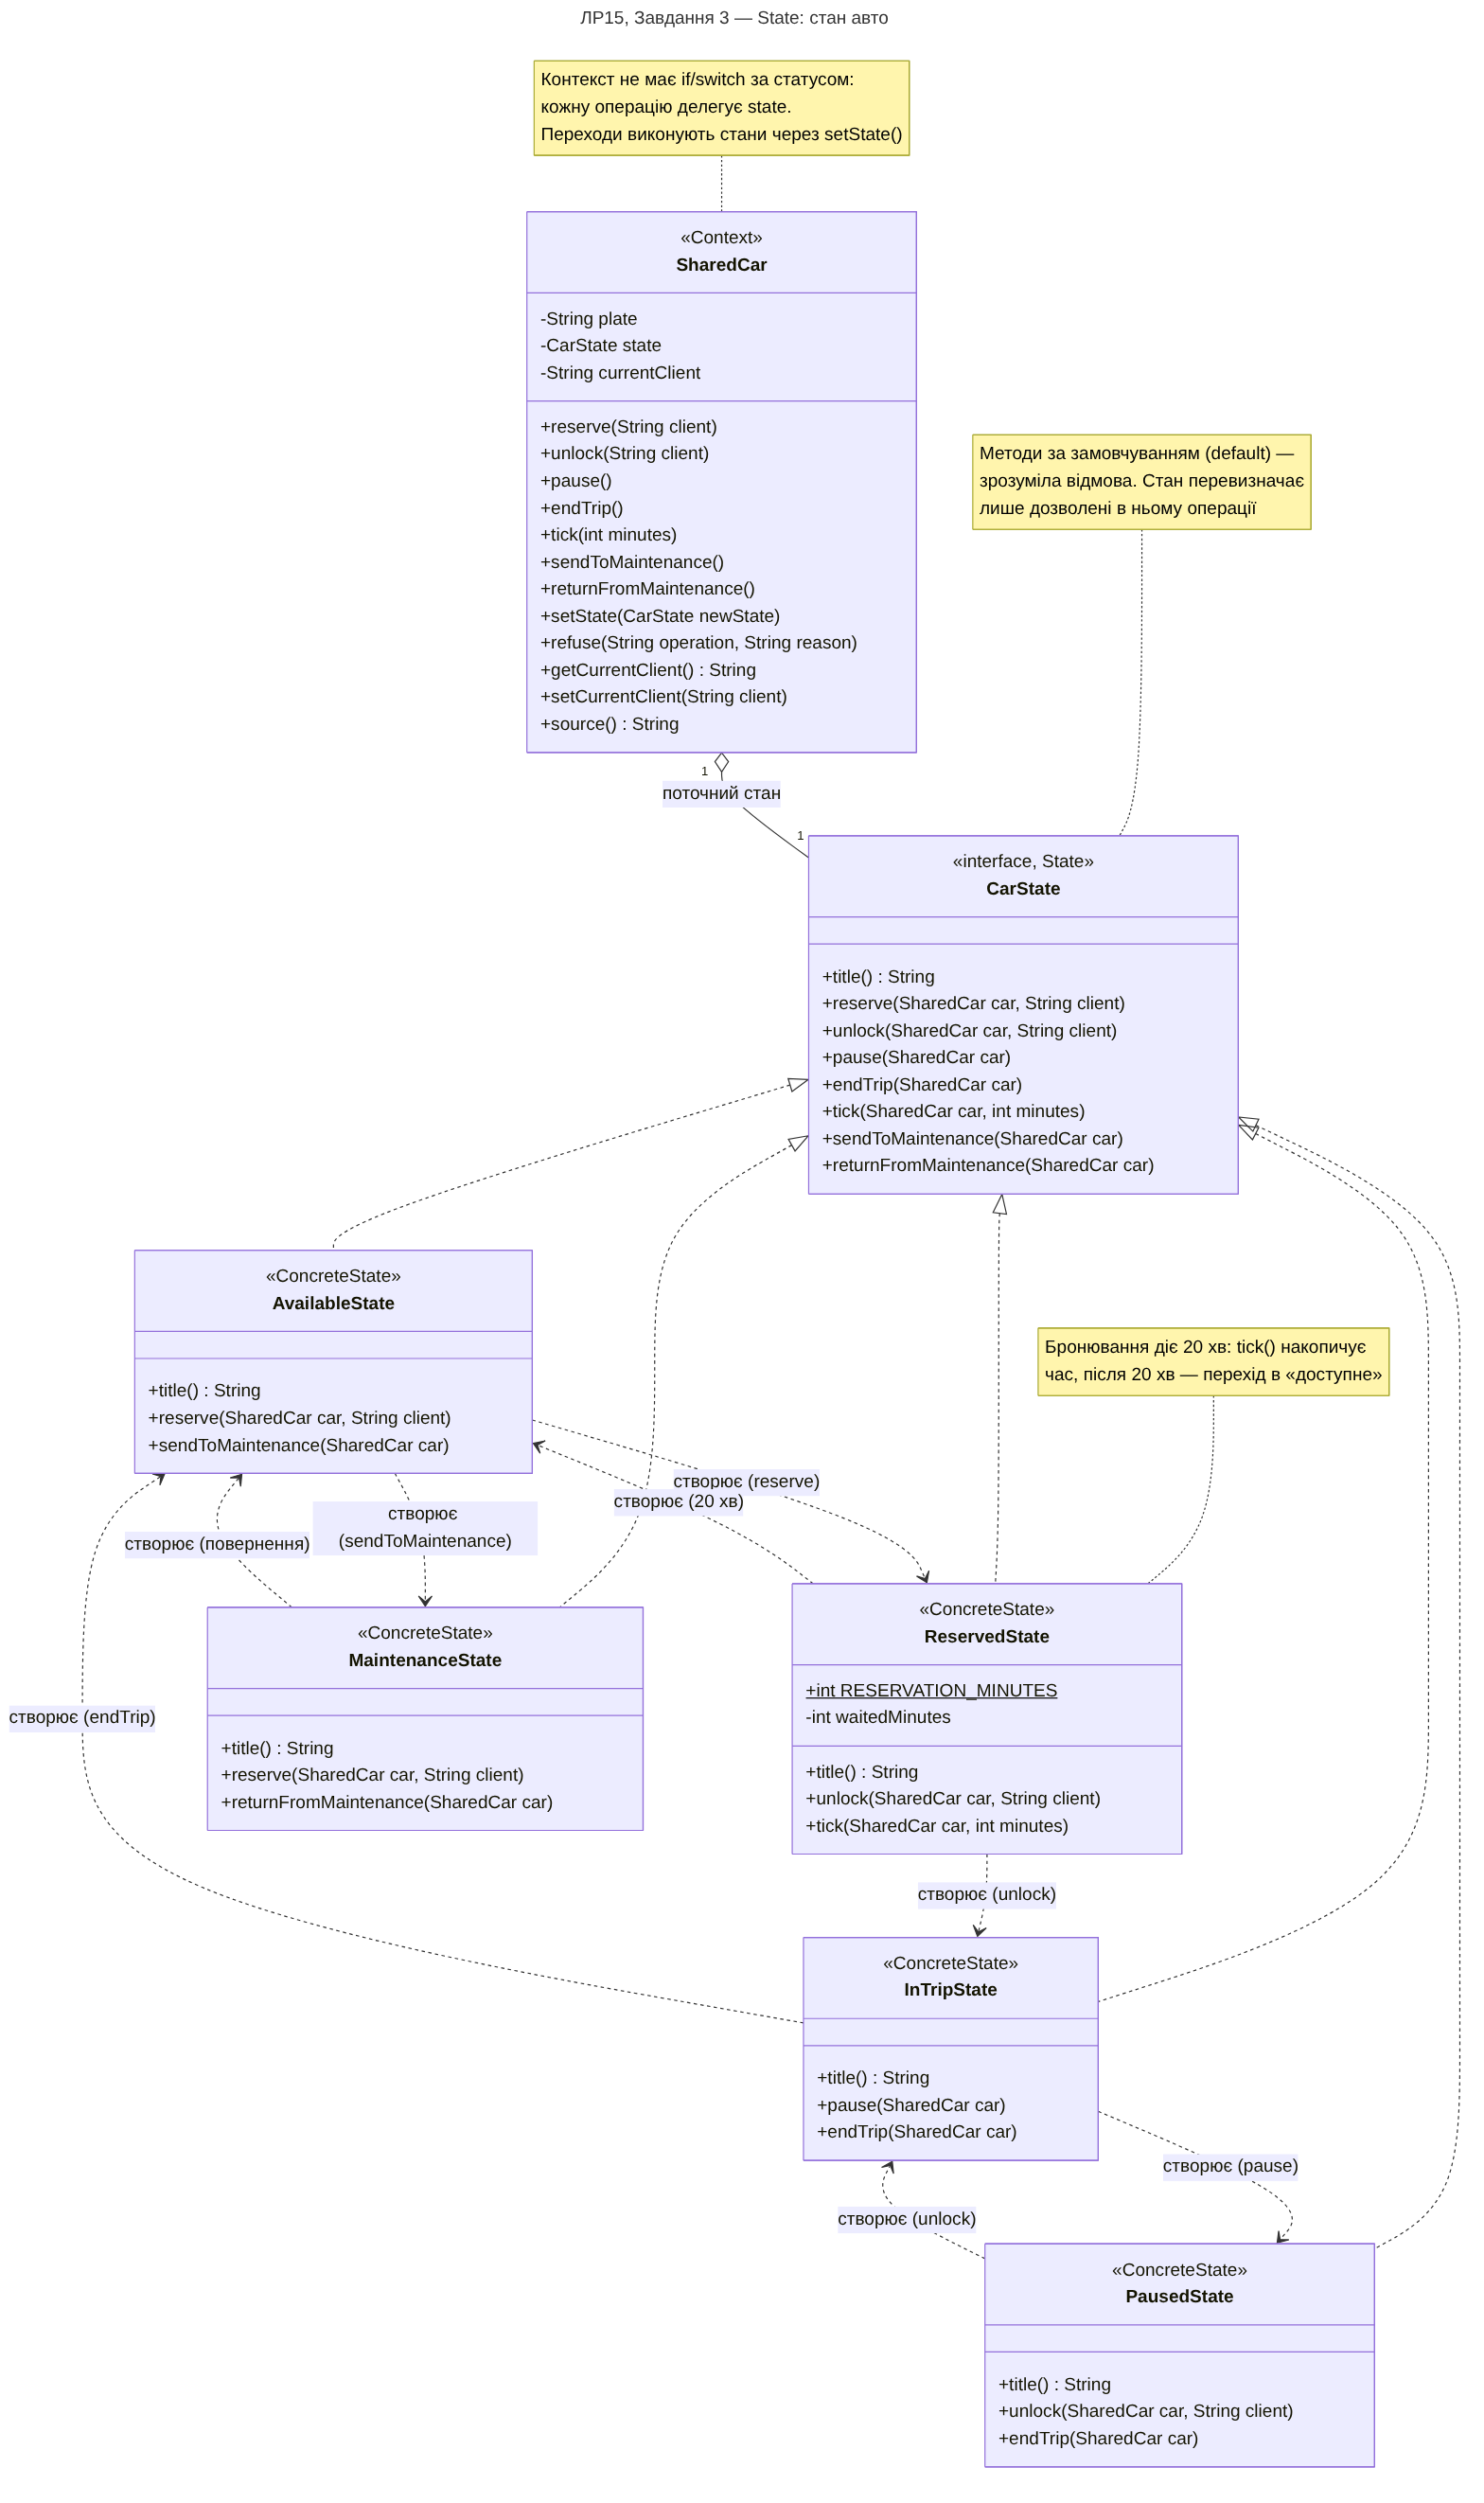 ЛР15, Завдання 3 — State: стан авто
Контекст не має if/switch за статусом:
кожну операцію делегує state.
Переходи виконують стани через setState()
«Context»
SharedCar
-String plate
-CarState state
-String currentClient
+reserve(String client)
+unlock(String client)
+pause()
+endTrip()
+tick(int minutes)
+sendToMaintenance()
+returnFromMaintenance()
+setState(CarState newState)
+refuse(String operation, String reason)
+getCurrentClient() : String
+setCurrentClient(String client)
+source() : String
Методи за замовчуванням (default) —
зрозуміла відмова. Стан перевизначає
лише дозволені в ньому операції
1
поточний стан
1
«interface, State»
CarState
+title() : String
+reserve(SharedCar car, String client)
+unlock(SharedCar car, String client)
+pause(SharedCar car)
+endTrip(SharedCar car)
+tick(SharedCar car, int minutes)
+sendToMaintenance(SharedCar car)
+returnFromMaintenance(SharedCar car)
«ConcreteState»
AvailableState
+title() : String
+reserve(SharedCar car, String client)
+sendToMaintenance(SharedCar car)
Бронювання діє 20 хв: tick() накопичує
час, після 20 хв — перехід в «доступне»
створює (reserve)
створює (20 хв)
створює
(sendToMaintenance)
створює (повернення)
«ConcreteState»
MaintenanceState
+title() : String
+reserve(SharedCar car, String client)
+returnFromMaintenance(SharedCar car)
«ConcreteState»
ReservedState
+int RESERVATION_MINUTES
-int waitedMinutes
+title() : String
+unlock(SharedCar car, String client)
+tick(SharedCar car, int minutes)
створює (endTrip)
створює (unlock)
«ConcreteState»
InTripState
+title() : String
+pause(SharedCar car)
+endTrip(SharedCar car)
створює (pause)
створює (unlock)
«ConcreteState»
PausedState
+title() : String
+unlock(SharedCar car, String client)
+endTrip(SharedCar car)